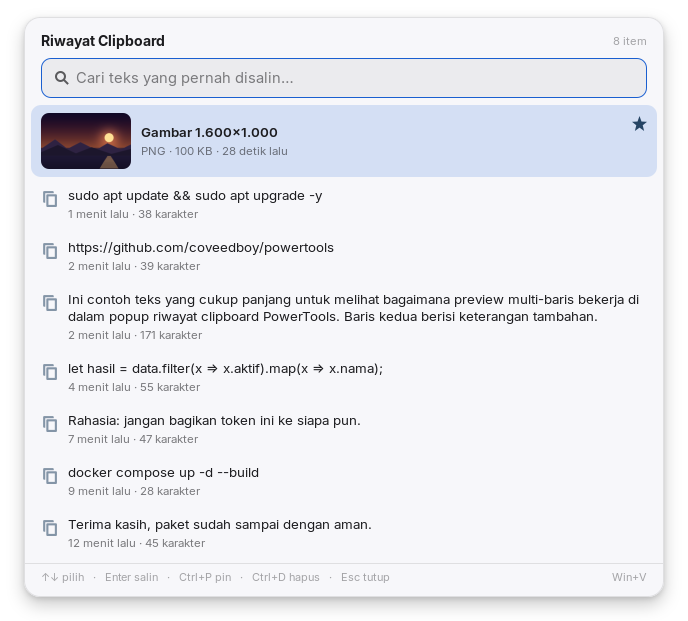 Riwayat Clipboard
8 item
Cari teks yang pernah disalin...
Gambar 1.600×1.000
PNG · 100 KB · 28 detik lalu
sudo apt update && sudo apt upgrade -y
1 menit lalu · 38 karakter
https://github.com/coveedboy/powertools
2 menit lalu · 39 karakter
Ini contoh teks yang cukup panjang untuk melihat bagaimana preview multi-baris bekerja di
dalam popup riwayat clipboard PowerTools. Baris kedua berisi keterangan tambahan.
2 menit lalu · 171 karakter
let hasil = data.filter(x => x.aktif).map(x => x.nama);
4 menit lalu · 55 karakter
Rahasia: jangan bagikan token ini ke siapa pun.
7 menit lalu · 47 karakter
docker compose up -d --build
9 menit lalu · 28 karakter
Terima kasih, paket sudah sampai dengan aman.
12 menit lalu · 45 karakter
↑↓ pilih · Enter salin · Ctrl+P pin · Ctrl+D hapus · Esc tutup
Win+V